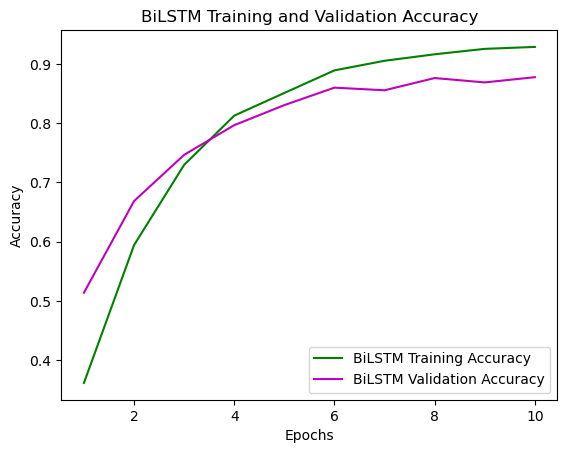 BiLSTM Training and Validation Accuracy
0.9
0.8
0.7
0.6
0.5
0.4
Accuracy
BiLSTM Training Accuracy
BiLSTM Validation Accuracy
2 4 6 8 10
Epochs